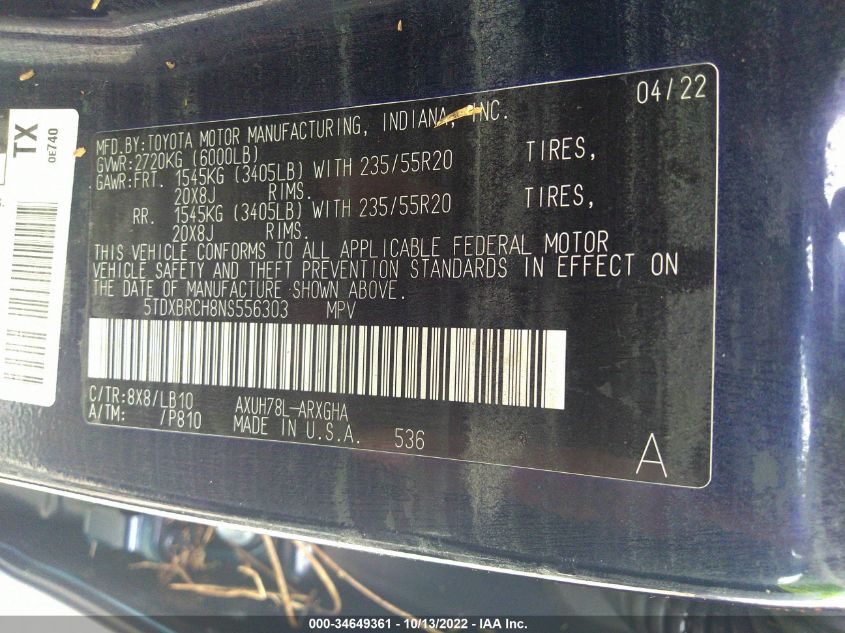 04/22
MFD.BY:TOYOTA MOTOR MANUFACTURING, INDIANA, INC.
GVWR:2720KG (6000LB)
GAWR:FRT. 1545KG (3405LB) WITH 235/55R20 TIRES,
20X8J RIMS.
RR. 1545KG (3405LB) WITH 235/55R20 TIRES,
20X8J RIMS.
THIS VEHICLE CONFORMS TO ALL APPLICABLE FEDERAL MOTOR
VEHICLE SAFETY AND THEFT PREVENTION STANDARDS IN EFFECT ON
THE DATE OF MANUFACTURE SHOWN ABOVE.
5TDXBRCH8NS556303 MPV
C/TR:8X8/LB10 AXUH78L-ARXGHA
A/TM: /P810 MADE IN U.S.A. 536
A
TX
0E740
000-34649361 - 10/13/2022 - IAA Inc.